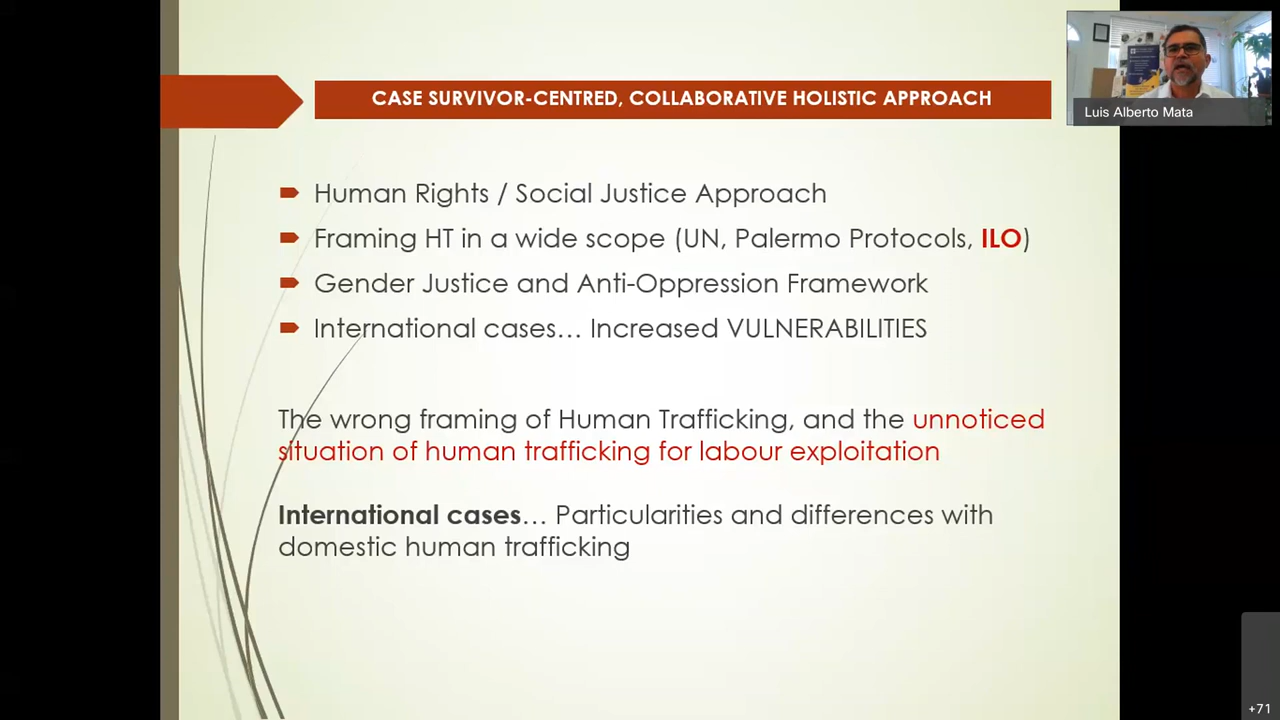 CASE SURVIVOR-CENTRED, COLLABORATIVE HOLISTIC APPROACH
Luis Alberto Mata
Human Rights / Social Justice Approach
Framing HT in a wide scope (UN, Palermo Protocols, ILO)
Gender Justice and Anti-Oppression Framework
International cases… Increased VULNERABILITIES
The wrong framing of Human Trafficking, and the unnoticed
situation of human trafficking for labour exploitation
International cases… Particularities and differences with
domestic human trafficking
+71